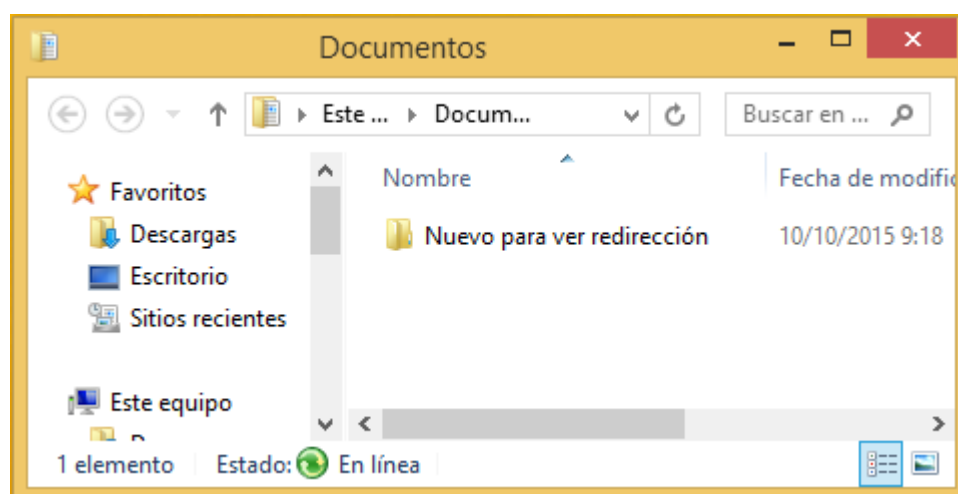 Documentos
Este ... Docum...
Buscar en ...
Nombre
Fecha de modific
Favoritos
Descargas
Nuevo para ver redirección
10/10/2015 9:18
Escritorio
Sitios recientes
Este equipo
1 elemento
Estado: En línea